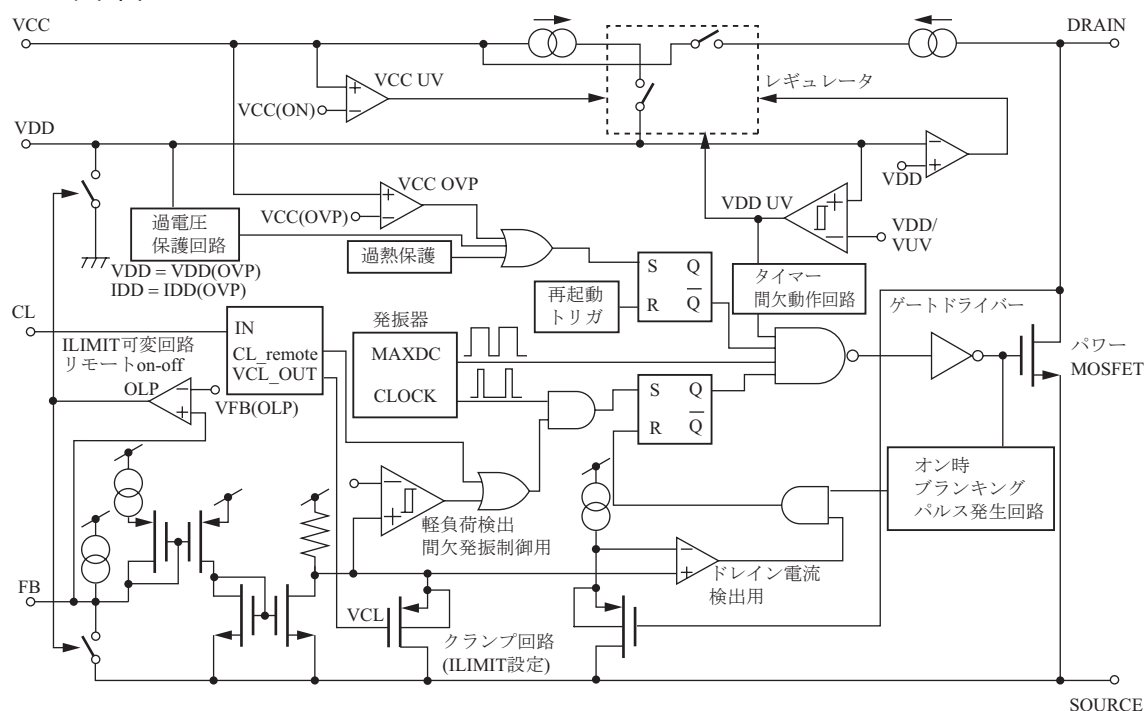 VCC
DRAIN
VCC UV
VCC(ON)
レギュレータ
VDD
VCC OVP
VCC(OVP)
VDD
VDD UV
VDD/
VUV
過電圧
保護回路
VDD = VDD(OVP)
IDD = IDD(OVP)
過熱保護
S Q
R Q
再起動
トリガ
タイマー
間欠動作回路
ゲートドライバー
CL
IN
CL_remote
VCL_OUT
ILIMIT可変回路
リモートon-off
発振器
MAXDC
CLOCK
パワー
MOSFET
OLP
VFB(OLP)
S Q
R Q
オン時
ブランキング
パルス発生回路
軽負荷検出
間欠発振制御用
ドレイン電流
検出用
FB
VCL
クランプ回路
(ILIMIT設定)
SOURCE